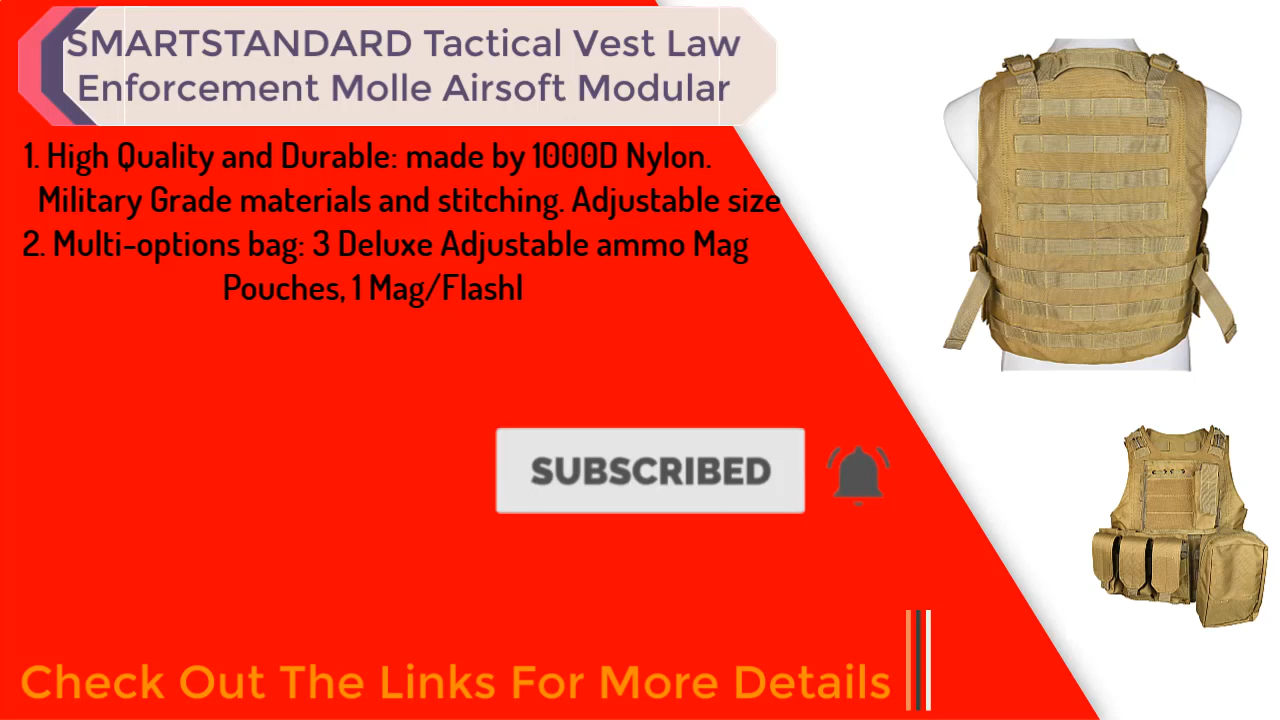 SMARTSTANDARD Tactical Vest Law
Enforcement Molle Airsoft Modular
1. High Quality and Durable: made by 1000D Nylon.
Military Grade materials and stitching. Adjustable size
2. Multi-options bag: 3 Deluxe Adjustable ammo Mag
Pouches, 1 Mag/Flashl
SUBSCRIBED
Check Out The Links For More Details